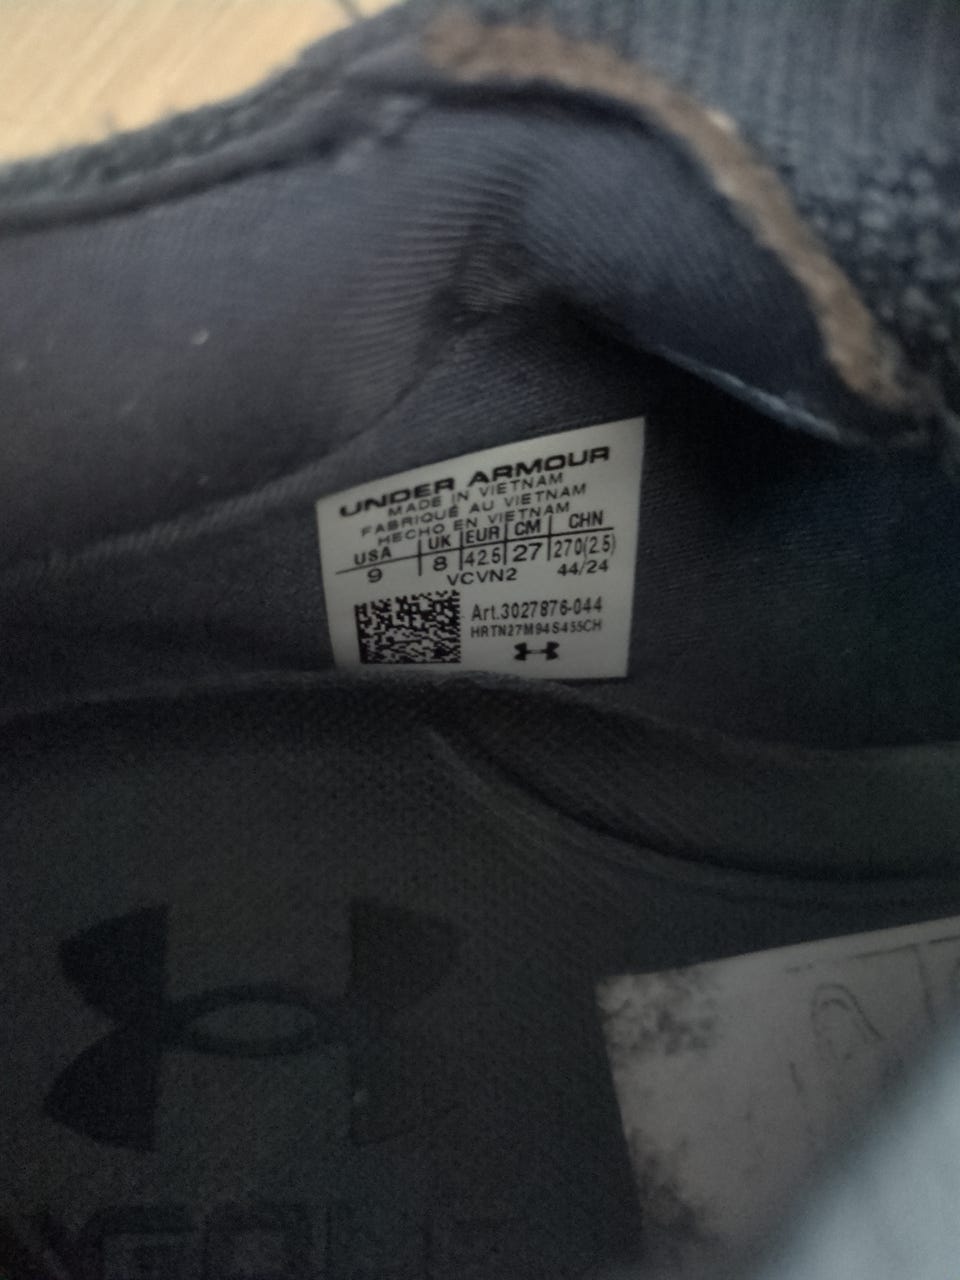 UNDER ARMOUR
MADE IN VIETNAM
FABRIQUÉ AU VIETNAM
HECHO EN VIETNAM
USA UK EUR CM CHN
9 8 42.5 27 270(2.5)
VCVN2 44/24
Art.3027876-044
HRTN27M94S455CH